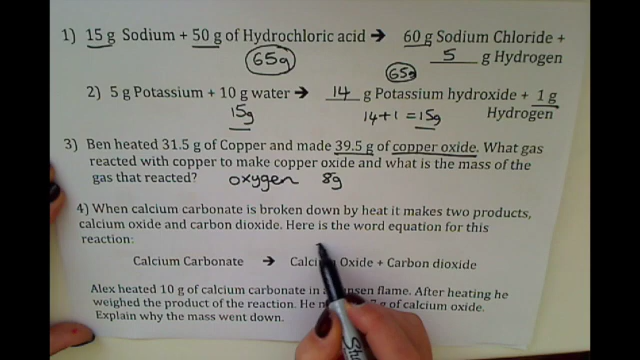 1) 15 g Sodium + 50 g of Hydrochloric acid → 60 g Sodium Chloride +
5 g Hydrogen
65g
65g
2) 5 g Potassium + 10 g water → 14 g Potassium hydroxide + 1 g
Hydrogen
15g
14+1 = 15g
3) Ben heated 31.5 g of Copper and made 39.5 g of copper oxide. What gas
reacted with copper to make copper oxide and what is the mass of the
gas that reacted? oxygen 8g
4) When calcium carbonate is broken down by heat it makes two products,
calcium oxide and carbon dioxide. Here is the word equation for this
reaction:
Calcium Carbonate → Oxide + Carbon dioxide
Alex heated 10 g of calcium carbonate in flame. After heating he
weighed the product of the reaction. He g of calcium oxide.
Explain why the mass went down.